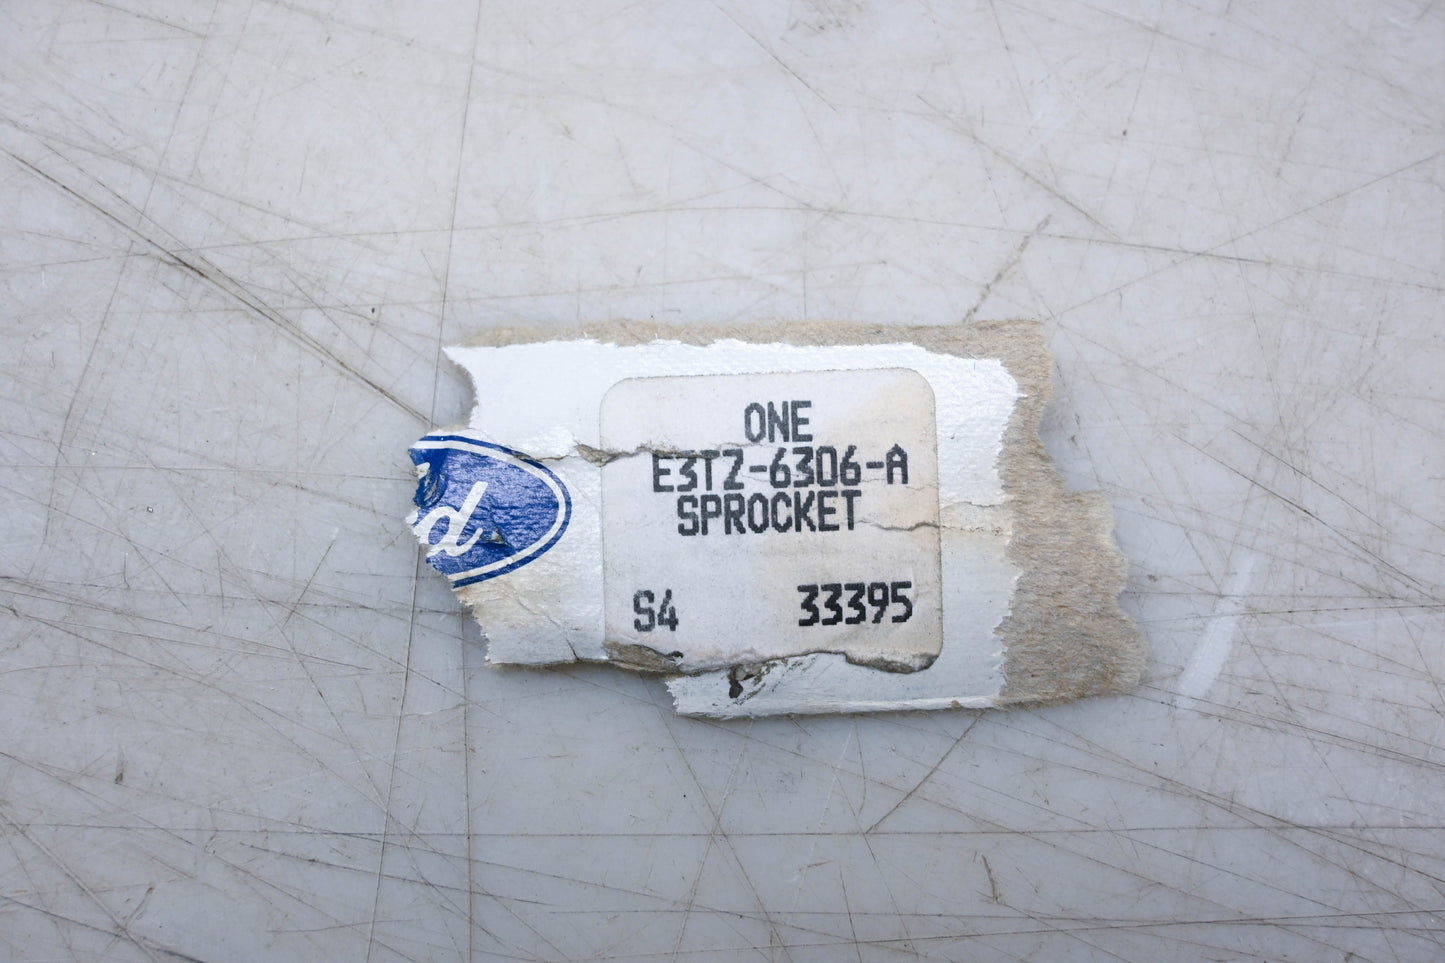 ONE
E3TZ-6306-A
SPROCKET
S4 33395